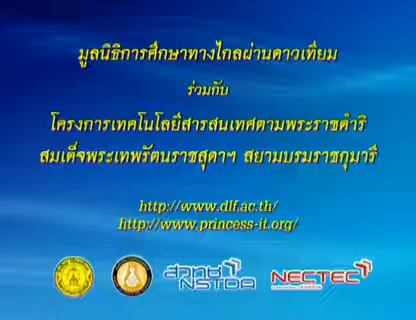 มูลนิธิการศึกษาทางไกลผ่านดาวเทียม
ร่วมกับ
โครงการเทคโนโลยีสารสนเทศตามพระราชดำริ
สมเด็จพระเทพรัตนราชสุดาฯ สยามบรมราชกุมารี
http://www.dlf.ac.th/
http://www.princess-it.org/
สวทช
NSTDA
NECTEC